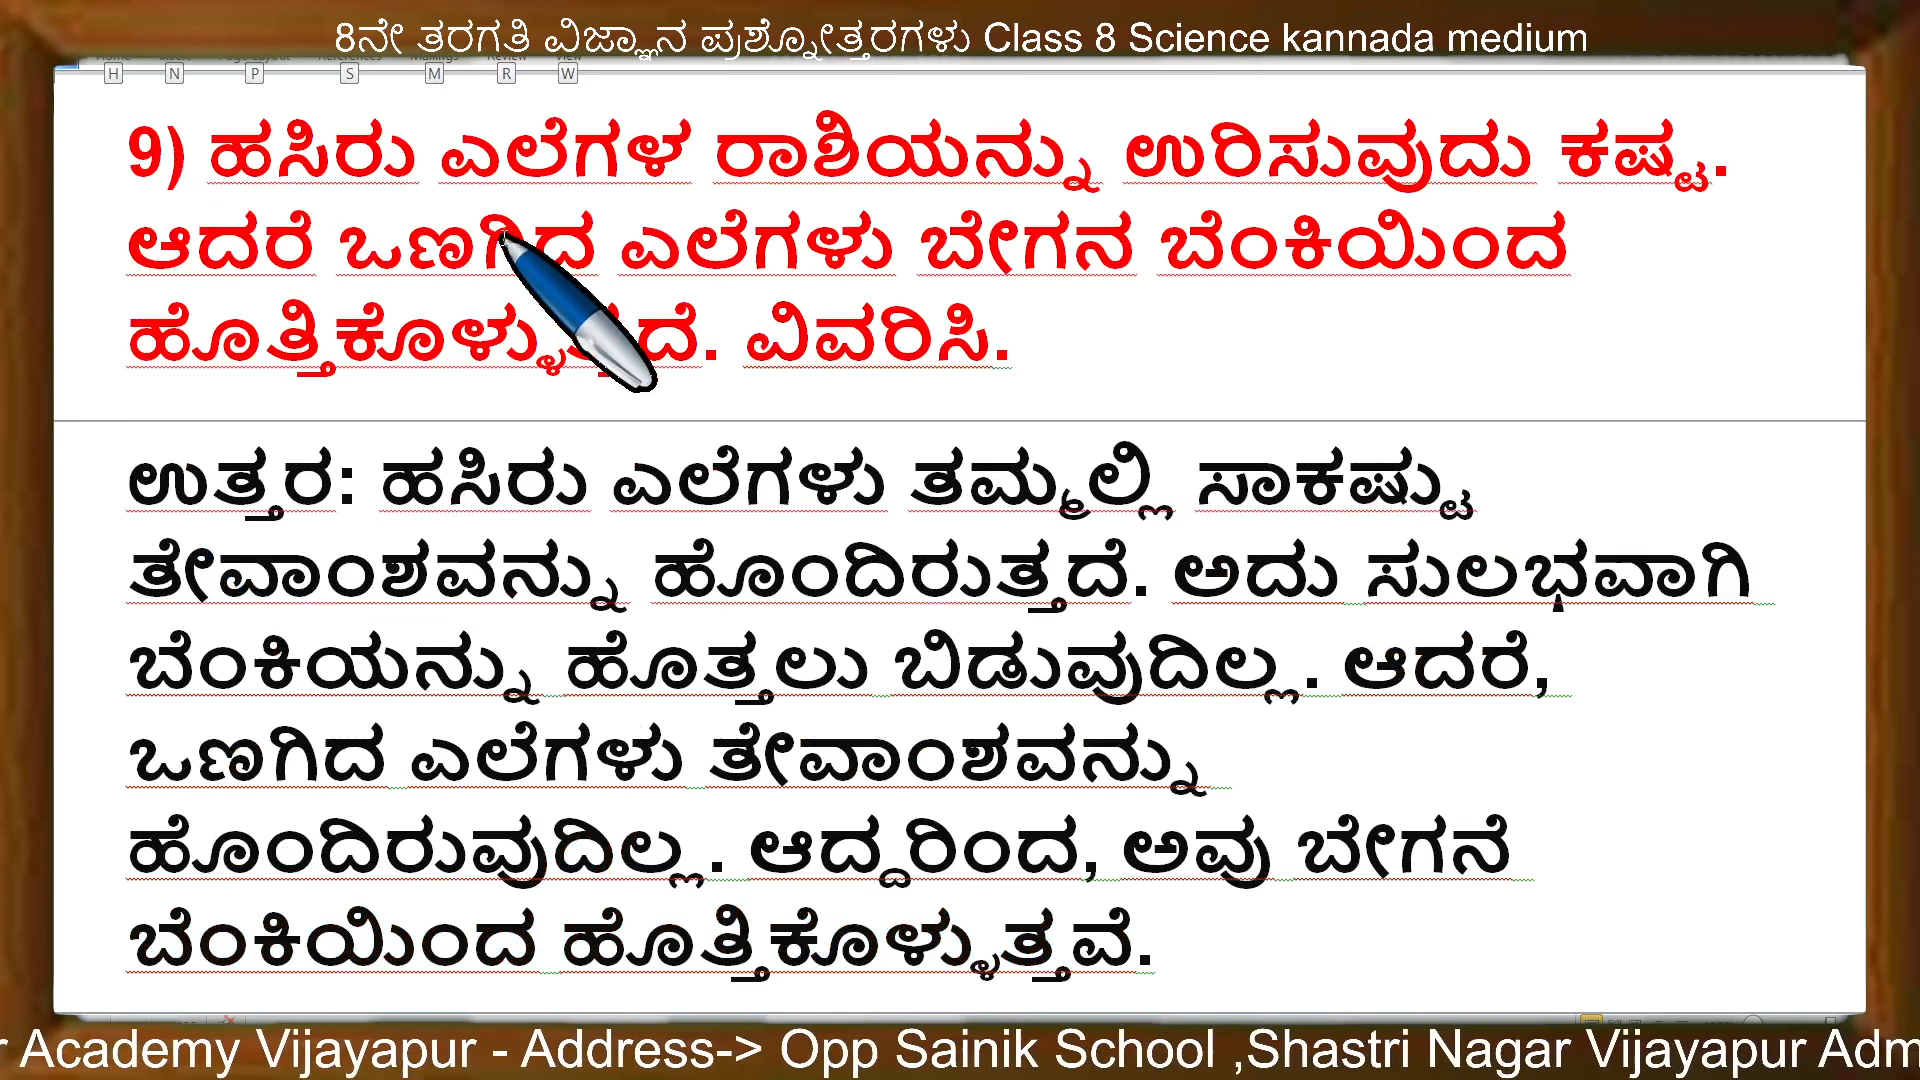 8ನೇ ತರಗತಿ ವಿಜ್ಞಾನ ಪ್ರಶ್ನೋತ್ತರಗಳು Class 8 Science kannada medium
H N P S M R W
9) ಹಸಿರು ಎಲೆಗಳ ರಾಶಿಯನ್ನು ಉರಿಸುವುದು ಕಷ್ಟ.
ಆದರೆ ಒಣಗಿದ ಎಲೆಗಳು ಬೇಗನ ಬೆಂಕಿಯಿಂದ
ಹೊತ್ತಿಕೊಳ್ಳುತ್ತದೆ. ವಿವರಿಸಿ.
ಉತ್ತರ: ಹಸಿರು ಎಲೆಗಳು ತಮ್ಮಲ್ಲಿ ಸಾಕಷ್ಟು
ತೇವಾಂಶವನ್ನು ಹೊಂದಿರುತ್ತದೆ. ಅದು ಸುಲಭವಾಗಿ
ಬೆಂಕಿಯನ್ನು ಹೊತ್ತಲು ಬಿಡುವುದಿಲ್ಲ. ಆದರೆ,
ಒಣಗಿದ ಎಲೆಗಳು ತೇವಾಂಶವನ್ನು
ಹೊಂದಿರುವುದಿಲ್ಲ. ಆದ್ದರಿಂದ, ಅವು ಬೇಗನೆ
ಬೆಂಕಿಯಿಂದ ಹೊತ್ತಿಕೊಳ್ಳುತ್ತವೆ.
r Academy Vijayapur - Address-> Opp Sainik School ,Shastri Nagar Vijayapur Adm